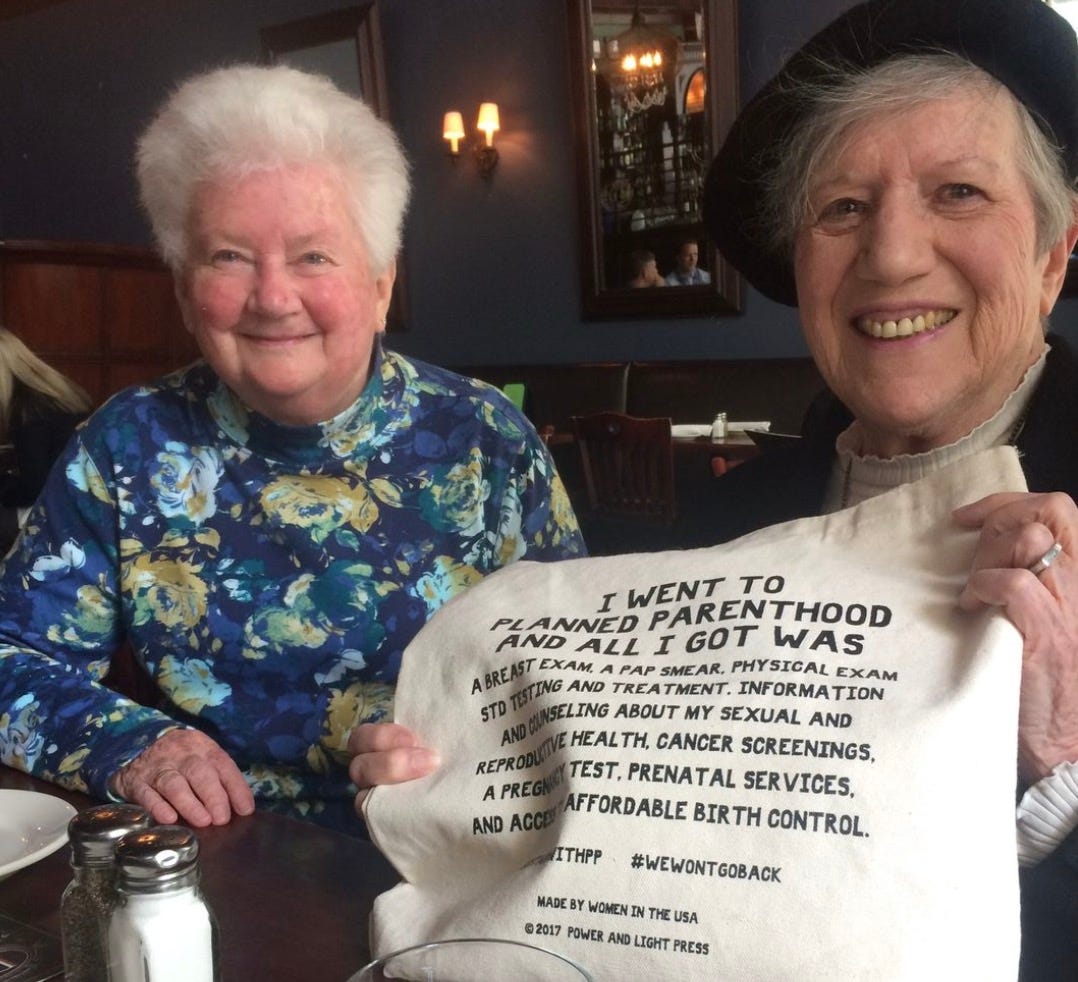 I WENT TO
PLANNED PARENTHOOD
AND ALL I GOT WAS
A BREAST EXAM, A PAP SMEAR, PHYSICAL EXAM
STD TESTING AND TREATMENT, INFORMATION
AND COUNSELING ABOUT MY SEXUAL AND
REPRODUCTIVE HEALTH, CANCER SCREENINGS,
A PREGNANCY TEST, PRENATAL SERVICES,
AND AFFORDABLE BIRTH CONTROL.
#WEWONTGOBACK
MADE BY WOMEN IN THE USA
©2017 POWER AND LIGHT PRESS